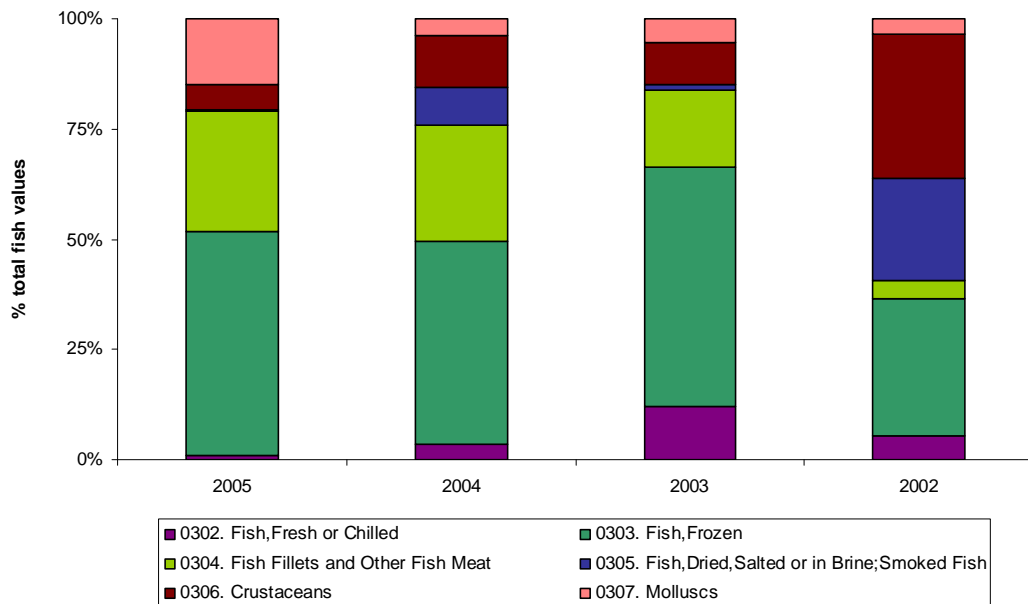 100%
75%
50%
25%
0%
% total fish values
2005 2004 2003 2002
0302. Fish,Fresh or Chilled 0303. Fish,Frozen
0304. Fish Fillets and Other Fish Meat 0305. Fish,Dried,Salted or in Brine;Smoked Fish
0306. Crustaceans 0307. Molluscs